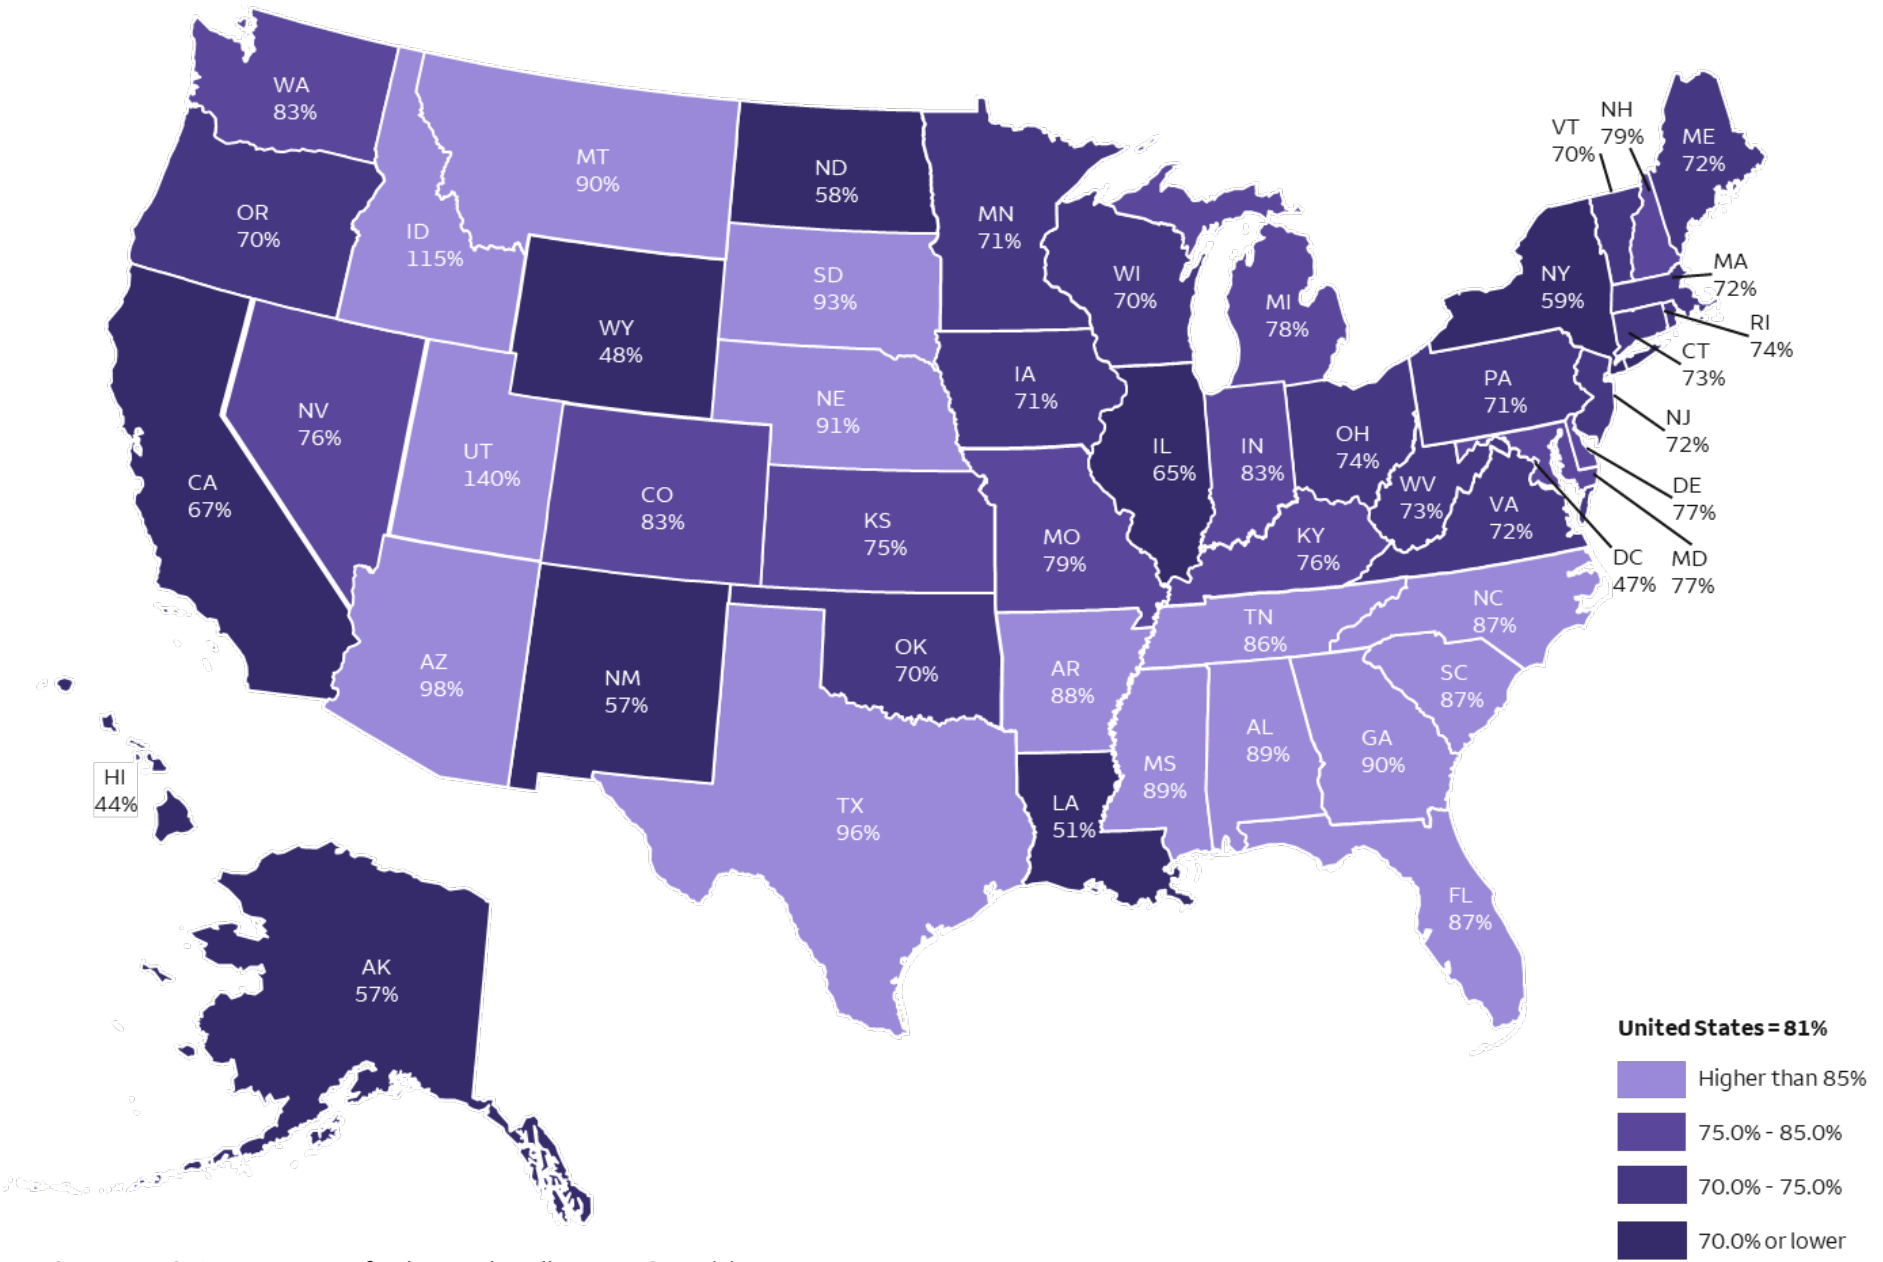 WA
83%
OR
70%
ID
115%
MT
90%
ND
58%
MN
71%
SD
93%
WY
48%
WI
70%
MI
78%
VT
70%
NH
79%
ME
72%
NY
59%
MA
72%
RI
74%
CT
73%
NJ
72%
PA
71%
IA
71%
NE
91%
NV
76%
UT
140%
CA
67%
CO
83%
KS
75%
MO
79%
IL
65%
IN
83%
OH
74%
WV
73%
VA
72%
KY
76%
DE
77%
DC
47%
MD
77%
NC
87%
TN
86%
SC
87%
AZ
98%
NM
57%
OK
70%
AR
88%
MS
89%
AL
89%
GA
90%
LA
51%
TX
96%
FL
87%
HI
44%
AK
57%
United States = 81%
Higher than 85%
75.0% - 85.0%
70.0% - 75.0%
70.0% or lower